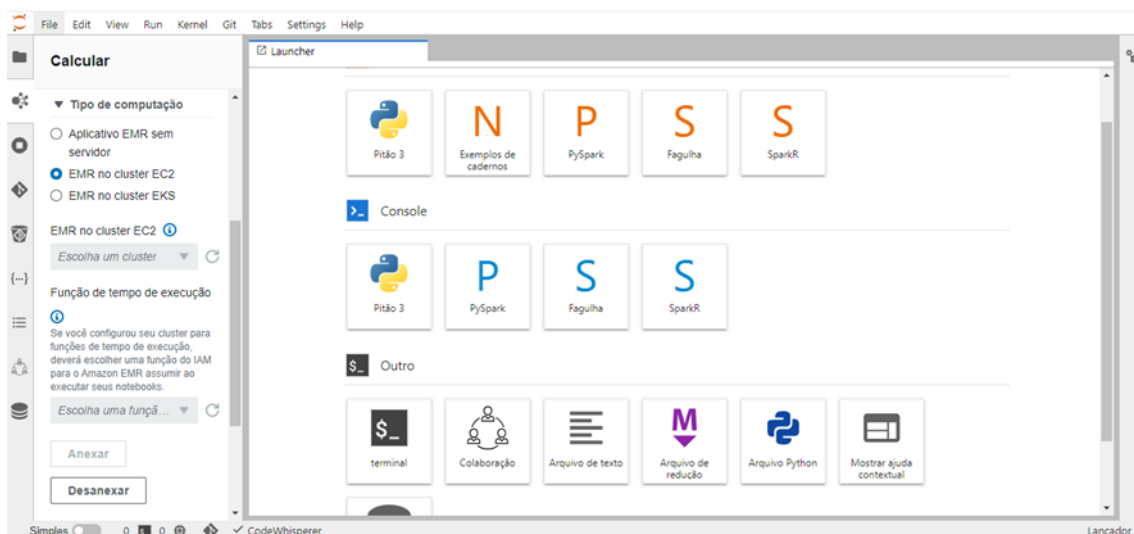 File Edit View Run Kernel Git Tabs Settings Help
Calcular
Tipo de computação
Aplicativo EMR sem
servidor
EMR no cluster EC2
EMR no cluster EKS
EMR no cluster EC2
Escolha um cluster
Função de tempo de execução
Se você configurou seu cluster para
funções de tempo de execução,
deverá escolher uma função do IAM
para o Amazon EMR assumir ao
executar seus notebooks.
Escolha uma funçã...
Anexar
Desanexar
Launcher
N P S S
Pitão 3 Exemplos de PySpark Fagulha SparkR
cadernos
>_ Console
P S S
Pitão 3 PySpark Fagulha SparkR
$_ Outro
$_ M
terminal Colaboração Arquivo de texto Arquivo de Arquivo Python Mostrar ajuda
redução contextual
Simples 0 $_ 0 CodeWhisperer Lançador